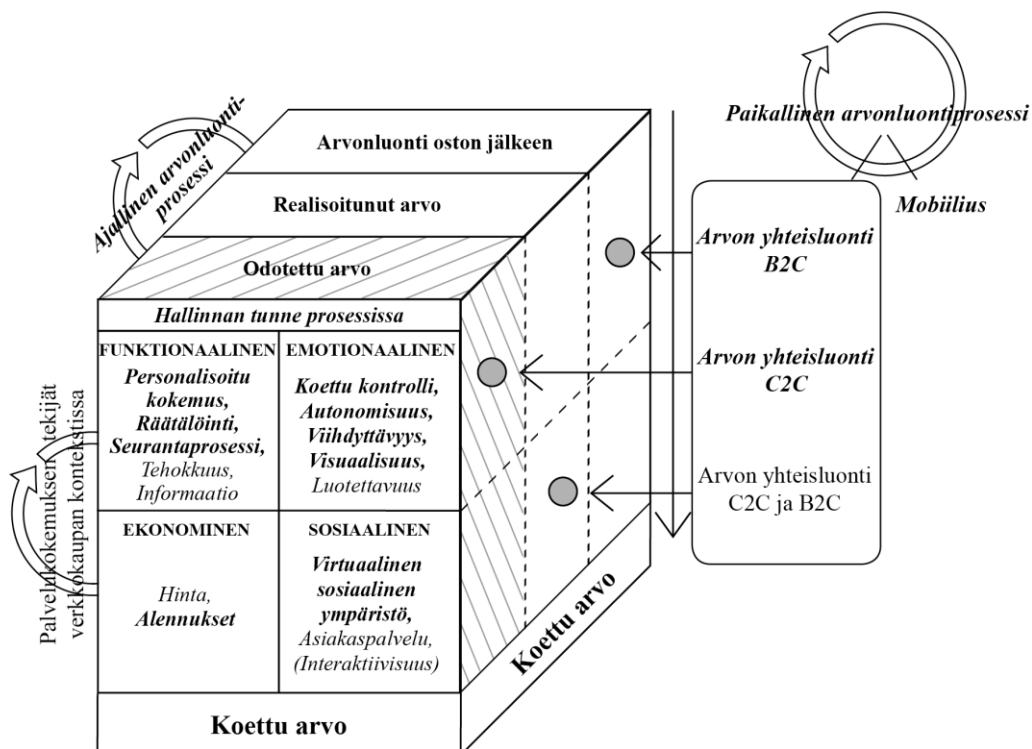 Paikallinen arvonluontiprosessi
Mobiilius
Ajallinen arvonluonti-
prosessi
Arvonluonti oston jälkeen
Realisoitunut arvo
Odotettu arvo
Hallinnan tunne prosessissa
FUNKTIONAALINEN
Personalisoitu
kokemus,
Räätälöinti,
Seurantaprosessi,
Tehokkuus,
Informaatio
EMOTIONAALINEN
Koettu kontrolli,
Autonomisuus,
Viihdyttävyys,
Visuaalisuus,
Luotettavuus
EKONOMINEN
Hinta,
Alennukset
SOSIAALINEN
Virtuaalinen
sosiaalinen
ympäristö,
Asiakaspalvelu,
(Interaktiivisuus)
Koettu arvo
Koettu arvo
Palvelukokemuksen tekijät
verkkokaupan kontekstissa
Arvon yhteisluonti
B2C
Arvon yhteisluonti
C2C
Arvon yhteisluonti
C2C ja B2C